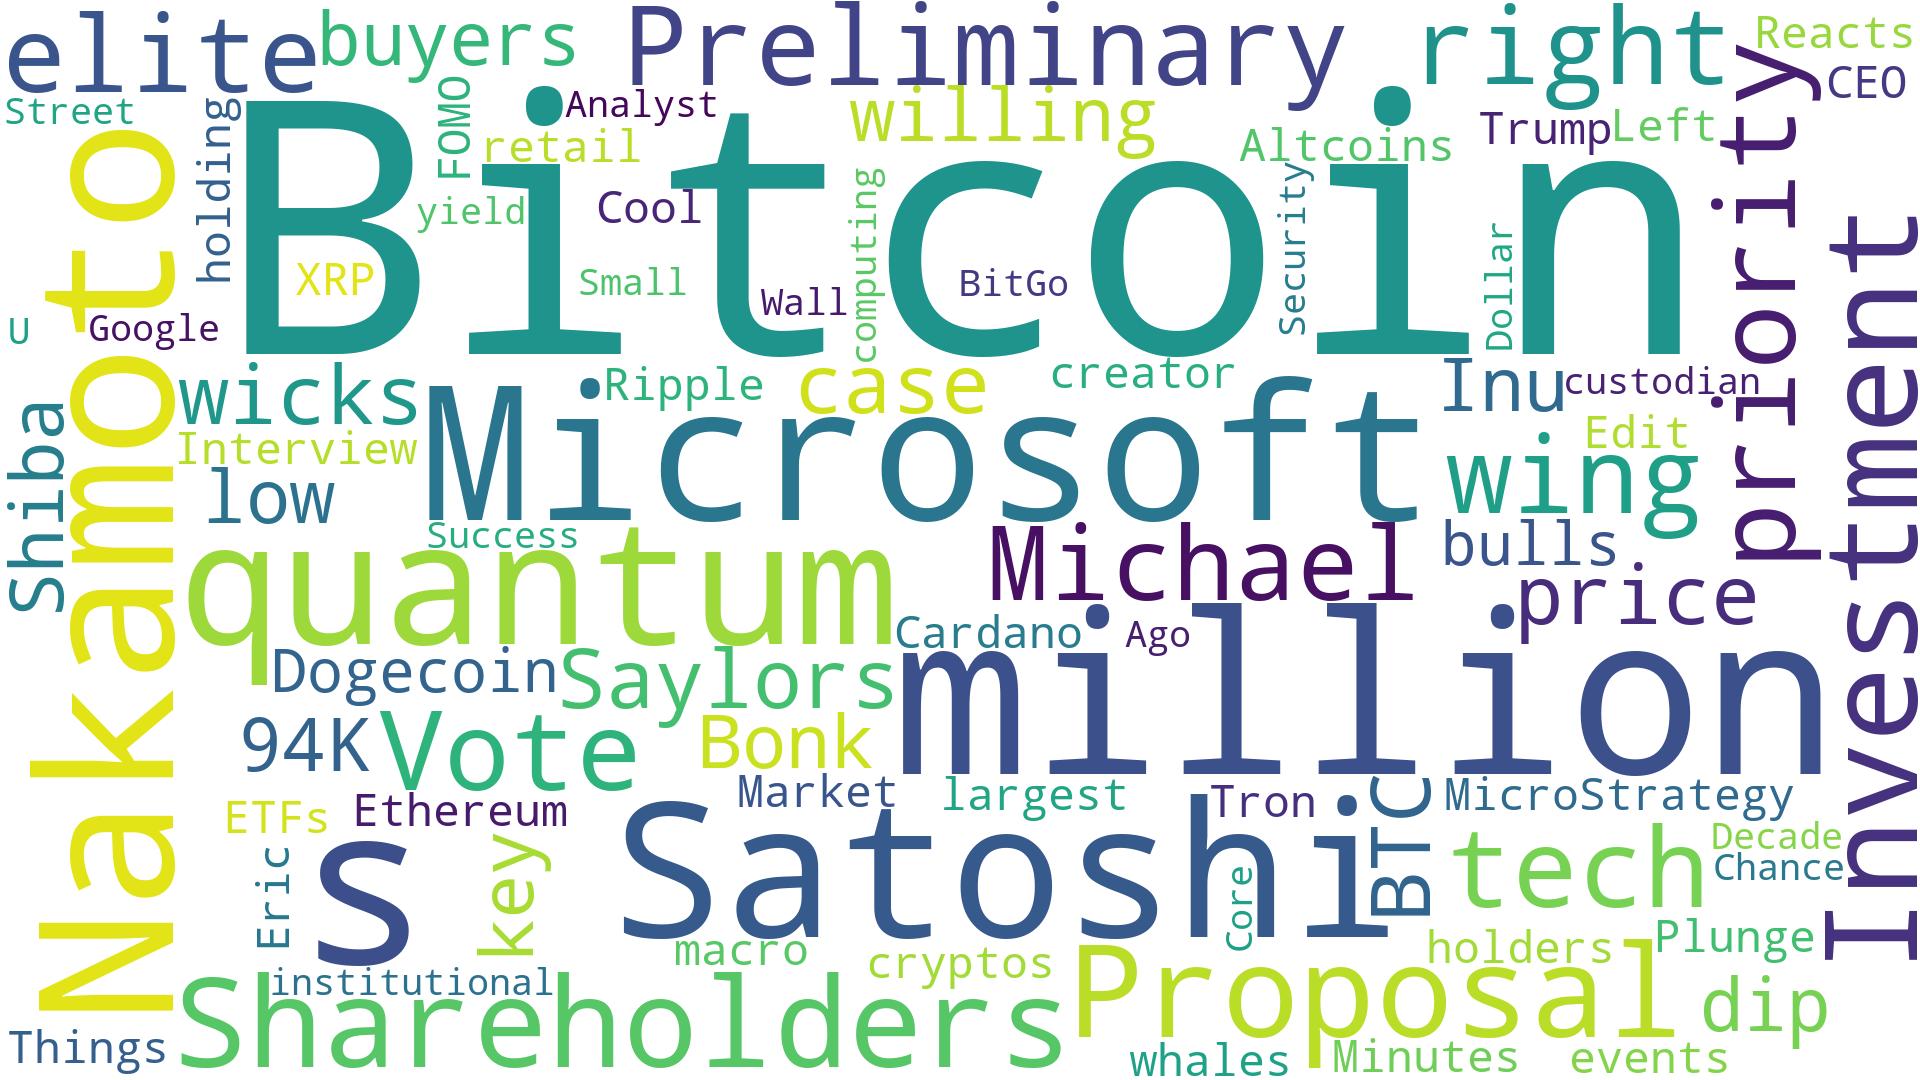 elite
buyers
Preliminary
right
Reacts
CEO
Street
holding
FOMO
Analyst
retail
willing
Altcoins
Trump
Left
priority
Nakamoto
Bitcoin
yield
Cool
computing
Security
Dollar
XRP
Small
Wall
BitGo
U
Google
Investment
wicks
Ripple
case
creator
Inu
custodian
Shiba
Interview
Microsoft
Edit
low
wing
Success
quantum
Michael
bulls
price
Cardano
Ago
million
Dogecoin
Saylors
94K
Vote
Bonk
Market
largest
Tron
BTC
MicroStrategy
ETFs
Ethereum
s
key
Satoshi
tech
Decade
Chance
Eric
Core
macro
cryptos
holders
Plunge
institutional
Shareholders
Proposal
dip
Things
whales
Minutes
events